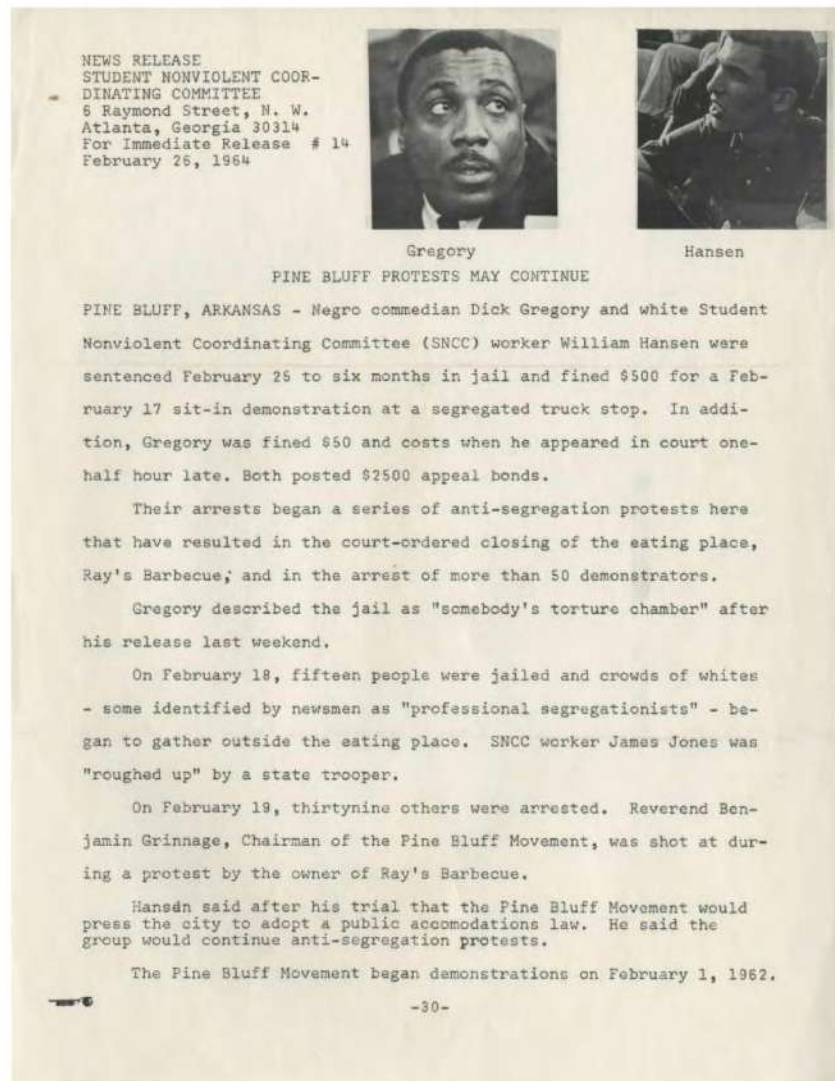 NEWS RELEASE
STUDENT NONVIOLENT COOR-
DINATING COMMITTEE
6 Raymond Street, N. W.
Atlanta, Georgia 30314
For Immediate Release # 14
February 26, 1964
Gregory Hansen
PINE BLUFF PROTESTS MAY CONTINUE
PINE BLUFF, ARKANSAS - Negro commedian Dick Gregory and white Student
Nonviolent Coordinating Committee (SNCC) worker William Hansen were
sentenced February 25 to six months in jail and fined $500 for a Feb-
ruary 17 sit-in demonstration at a segregated truck stop. In addi-
tion, Gregory was fined $50 and costs when he appeared in court one-
half hour late. Both posted $2500 appeal bonds.
Their arrests began a series of anti-segregation protests here
that have resulted in the court-ordered closing of the eating place,
Ray's Barbecue, and in the arrest of more than 50 demonstrators.
Gregory described the jail as "somebody's torture chamber" after
his release last weekend.
On February 18, fifteen people were jailed and crowds of whites
- some identified by newsmen as "professional segregationists" - be-
gan to gather outside the eating place. SNCC worker James Jones was
"roughed up" by a state trooper.
On February 19, thirtynine others were arrested. Reverend Ben-
jamin Grinnage, Chairman of the Pine Bluff Movement, was shot at dur-
ing a protest by the owner of Ray's Barbecue.
Hansen said after his trial that the Pine Bluff Movement would
press the city to adopt a public accomodations law. He said the
group would continue anti-segregation protests.
The Pine Bluff Movement began demonstrations on February 1, 1962.
-30-